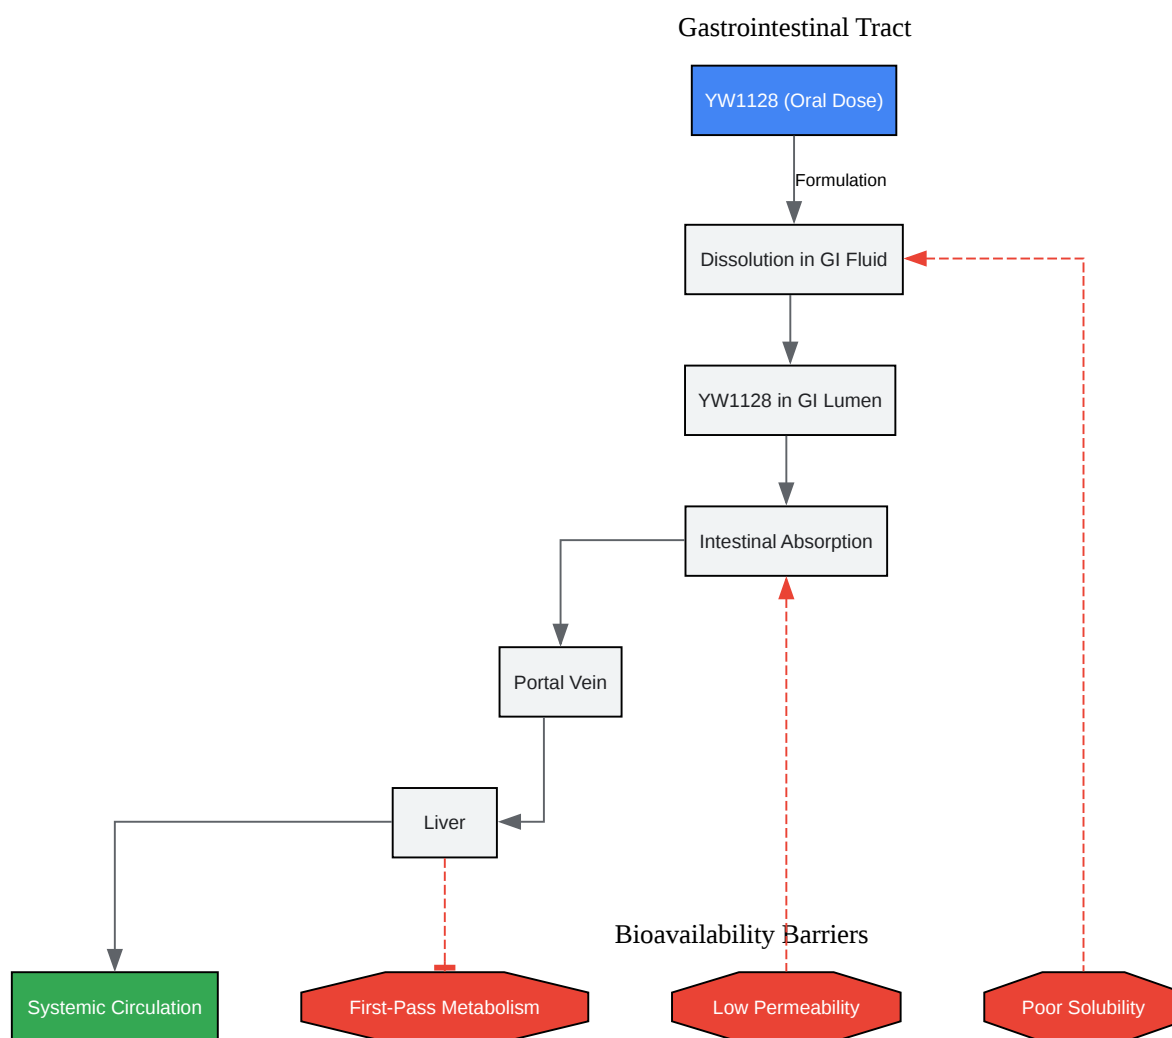 Gastrointestinal Tract
YW1128 (Oral Dose)
Formulation
Dissolution in GI Fluid
YW1128 in GI Lumen
Intestinal Absorption
Portal Vein
Liver
Bioavailability Barriers
Systemic Circulation
First-Pass Metabolism
Low Permeability
Poor Solubility